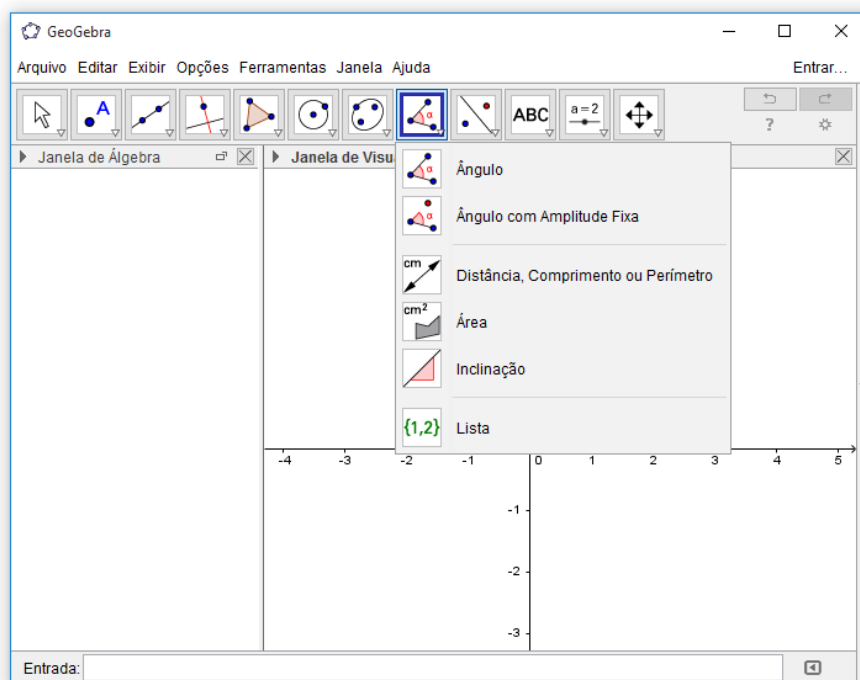 GeoGebra
Arquivo Editar Exibir Opções Ferramentas Janela Ajuda Entrar...
A α ABC a=2
?
Janela de Álgebra Janela de Visu
α Ângulo
α Ângulo com Amplitude Fixa
cm Distância, Comprimento ou Perímetro
cm² Área
Inclinação
{1,2} Lista
-4 -3 -2 -1 0 1 2 3 4 5
-1
-2
-3
Entrada: